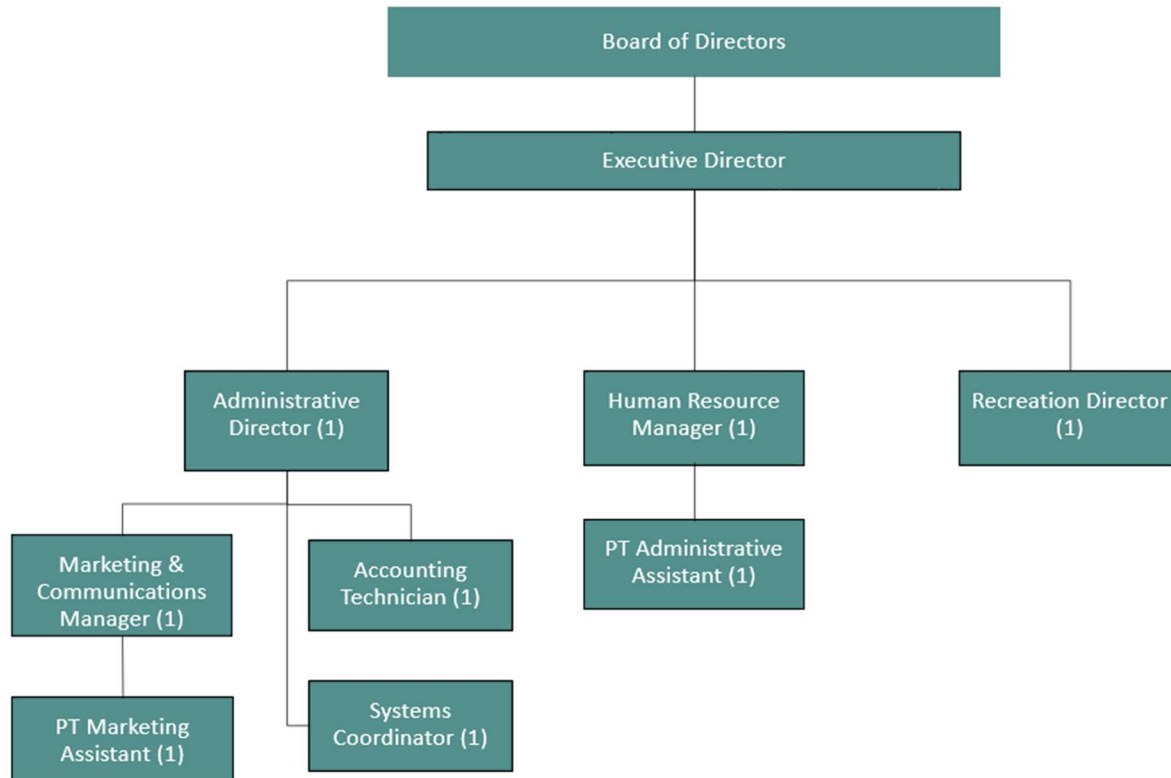 Board of Directors
Executive Director
Administrative
Director (1)
Human Resource
Manager (1)
Recreation Director
(1)
Marketing &
Communications
Manager (1)
Accounting
Technician (1)
PT Administrative
Assistant (1)
PT Marketing
Assistant (1)
Systems
Coordinator (1)